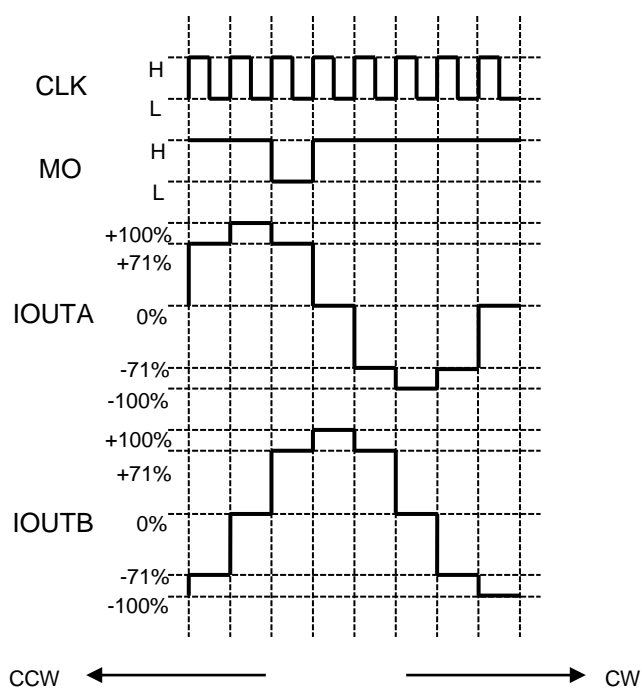 CLK
H
L
MO
H
L
IOUTA
+100%
+71%
0%
-71%
-100%
IOUTB
+100%
+71%
0%
-71%
-100%
CCW
CW